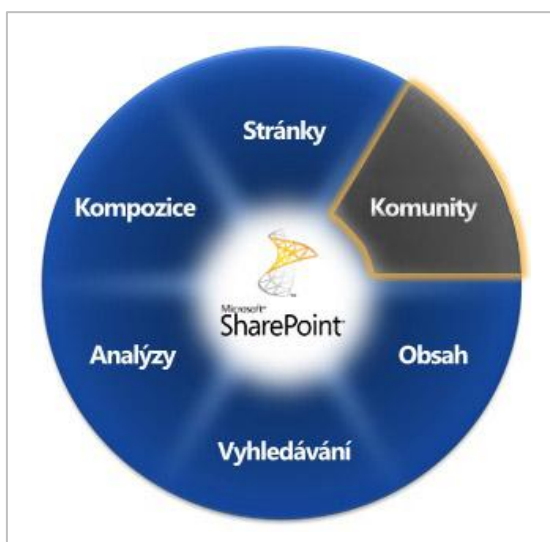 Stránky
Komunity
Obsah
Vyhledávání
Analýzy
Kompozice
Microsoft
SharePoint